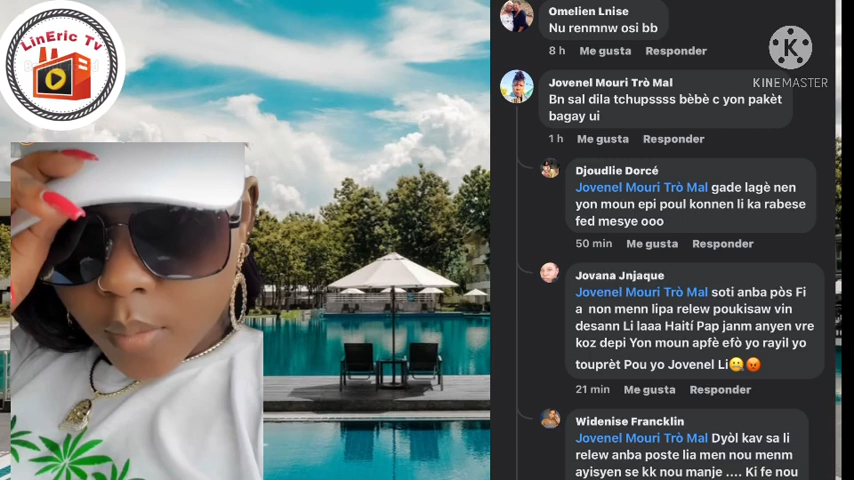 LinEric Tv
Omelien Lnise
Nu renmnw osi bb
8 h Me gusta Responder
K
KINEMASTER
Jovenel Mouri Trò Mal
Bn sal dila tchupssss bèbè c yon pakèt
bagay ui
1 h Me gusta Responder
Djoudlie Dorcé
Jovenel Mouri Trò Mal gade lagè nen
yon moun epi poul konnen li ka rabese
fed mesye ooo
50 min Me gusta Responder
Jovana Jnjaque
Jovenel Mouri Trò Mal soti anba pòs Fi
a non menn lipa relew poukisaw vin
desann Li laaa Haití Pap janm anyen vre
koz depi Yon moun apfè efò yo rayil yo
touprèt Pou yo Jovenel Li🤐😡
21 min Me gusta Responder
Widenise Francklin
Jovenel Mouri Trò Mal Dyòl kav sa li
relew anba poste lia men nou menm
ayisyen se kk nou manje .... Ki fe nou